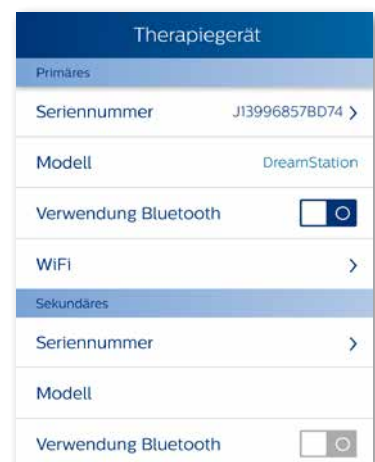 Therapiegerät
Primäres
Seriennummer J13996857BD74
Modell DreamStation
Verwendung Bluetooth
WiFi
Sekundäres
Seriennummer
Modell
Verwendung Bluetooth